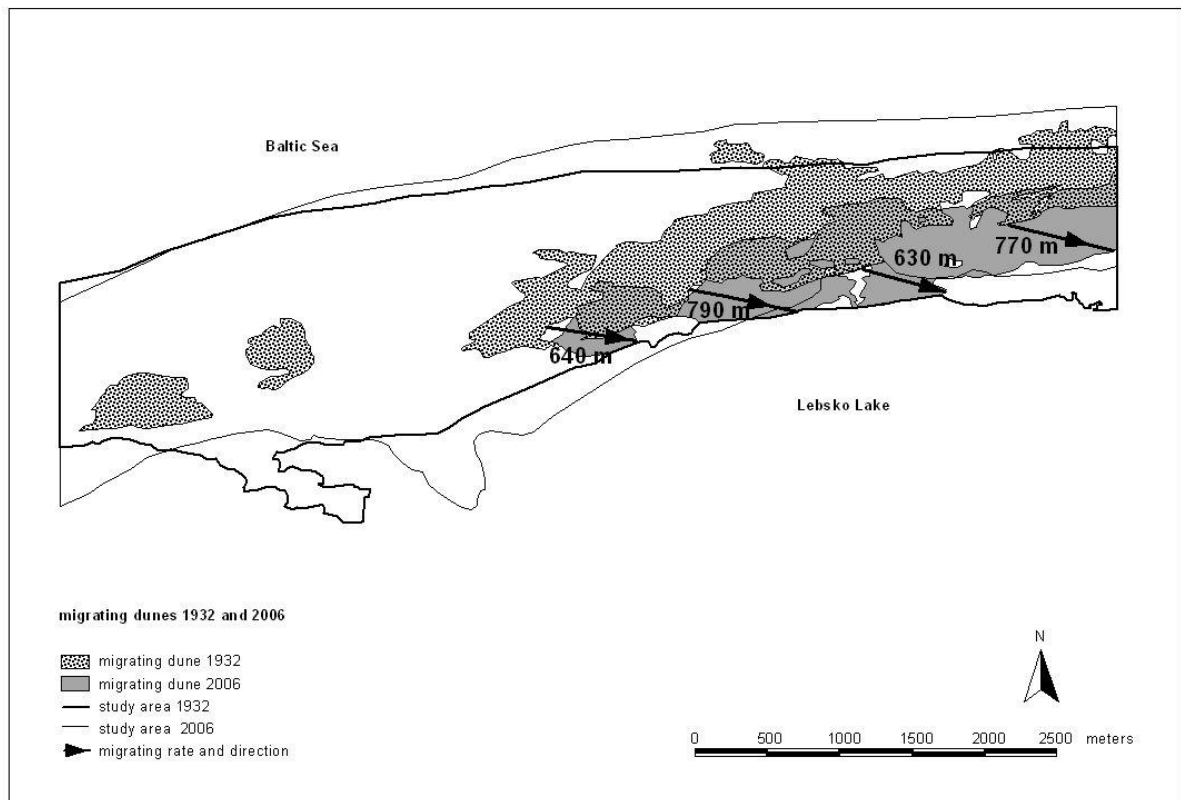 Baltic Sea
770 m
630 m
790 m
640 m
Lebsko Lake
migrating dunes 1932 and 2006
migrating dune 1932
migrating dune 2006
study area 1932
study area 2006
migrating rate and direction
N
0 500 1000 1500 2000 2500 meters